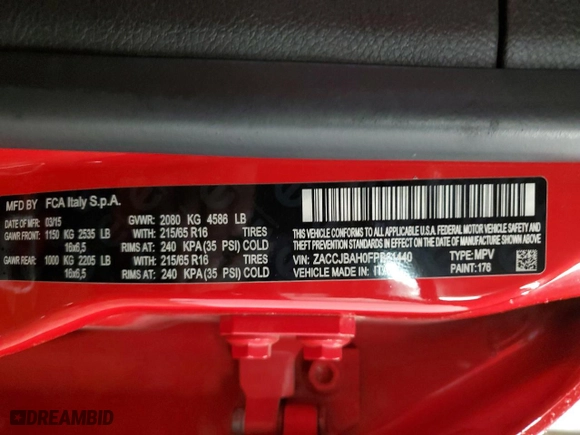 MFD BY FCA Italy S.p.A.
DATE OF MFR: 03/15 GVWR: 2080 KG 4586 LB
GAWR FRONT: 1150 KG 2535 LB WITH: 215/65 R16 TIRES
16x6,5 RIMS AT: 240 KPA (35 PSI) COLD
GAWR REAR: 1000 KG 2205 LB WITH: 215/65 R16 TIRES
16x6,5 RIMS AT: 240 KPA (35 PSI) COLD
THIS VEHICLE CONFORMS TO ALL APPLICABLE U.S.A. FEDERAL MOTOR VEHICLE SAFETY AND
THEFT PREVENTION STANDARDS IN EFFECT ON THE DATE OF MANUFACTURE SHOWN ABOVE.
VIN: TYPE: MPV
VEHICLE MADE IN: PAINT: 176
DREAMBID